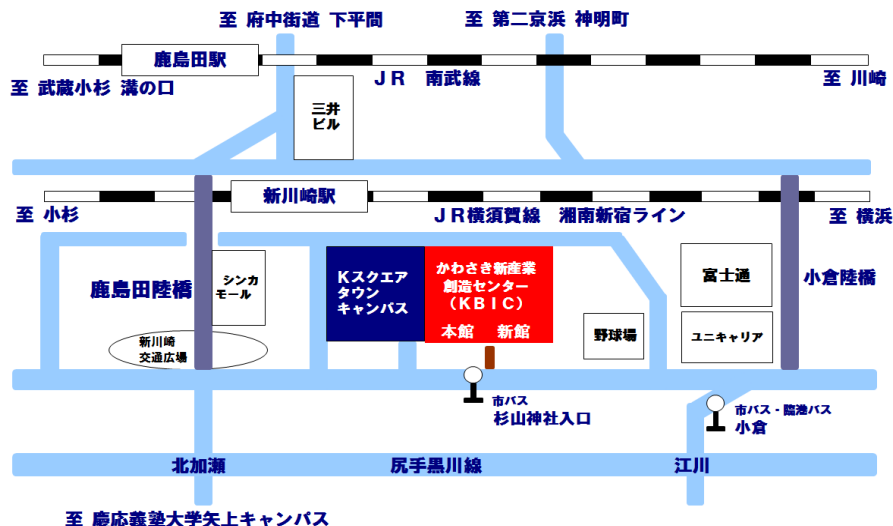 至 府中街道 下平間
至 第二京浜 神明町
鹿島田駅
至 武蔵小杉 溝の口
ＪＲ 南武線
至 川崎
三井
ビル
新川崎駅
至 小杉
ＪＲ横須賀線 湘南新宿ライン
至 横浜
鹿島田陸橋
シンカ
モール
Ｋスクエア
タウン
キャンパス
かわさき新産業
創造センター
（ＫＢＩＣ）
本館 新館
富士通
小倉陸橋
新川崎
交通広場
野球場
ユニキャリア
市バス
杉山神社入口
市バス・臨港バス
小倉
北加瀬
尻手黒川線
江川
至 慶応義塾大学矢上キャンパス